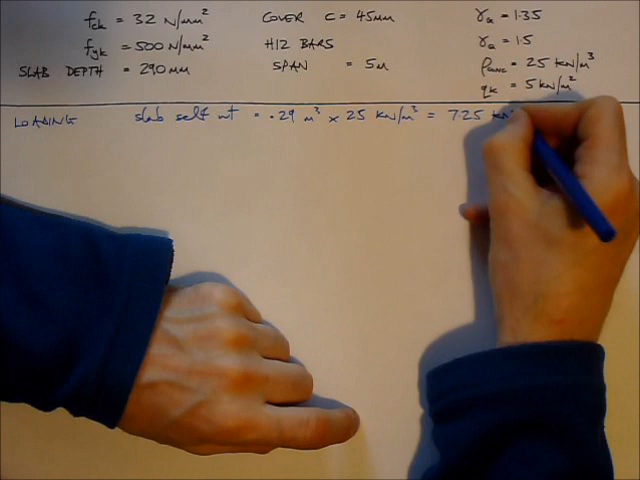 fck = 32 N/mm² COVER C = 45mm γG = 1.35
fyk = 500 N/mm² H12 BARS γQ = 1.5
SLAB DEPTH = 290mm SPAN = 5m ρconc = 25 kN/m³
qk = 5 kN/m²
LOADING slab self wt = .29 m³ x 25 kN/m³ = 7.25 kN